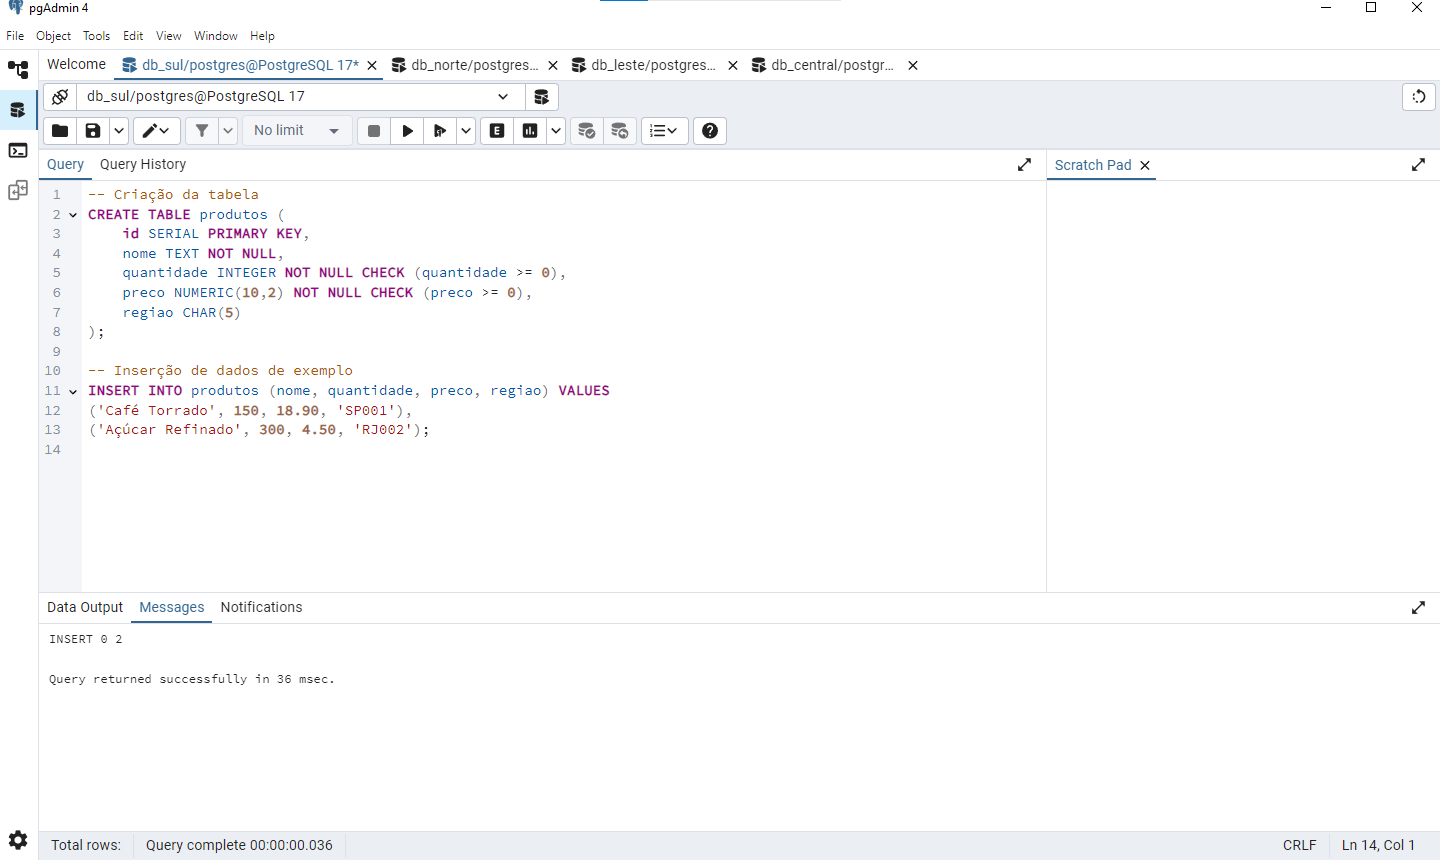 pgAdmin 4
File Object Tools Edit View Window Help
Welcome db_sul/postgres@PostgreSQL 17* db_norte/postgres... db_leste/postgres... db_central/postgr...
db_sul/postgres@PostgreSQL 17
No limit
Query Query History Scratch Pad
1 -- Criação da tabela
2 CREATE TABLE produtos (
3 id SERIAL PRIMARY KEY,
4 nome TEXT NOT NULL,
5 quantidade INTEGER NOT NULL CHECK (quantidade >= 0),
6 preco NUMERIC(10,2) NOT NULL CHECK (preco >= 0),
7 regiao CHAR(5)
8 );
9
10 -- Inserção de dados de exemplo
11 INSERT INTO produtos (nome, quantidade, preco, regiao) VALUES
12 ('Café Torrado', 150, 18.90, 'SP001'),
13 ('Açúcar Refinado', 300, 4.50, 'RJ002');
14
Data Output Messages Notifications
INSERT 0 2
Query returned successfully in 36 msec.
Total rows: Query complete 00:00:00.036 CRLF Ln 14, Col 1